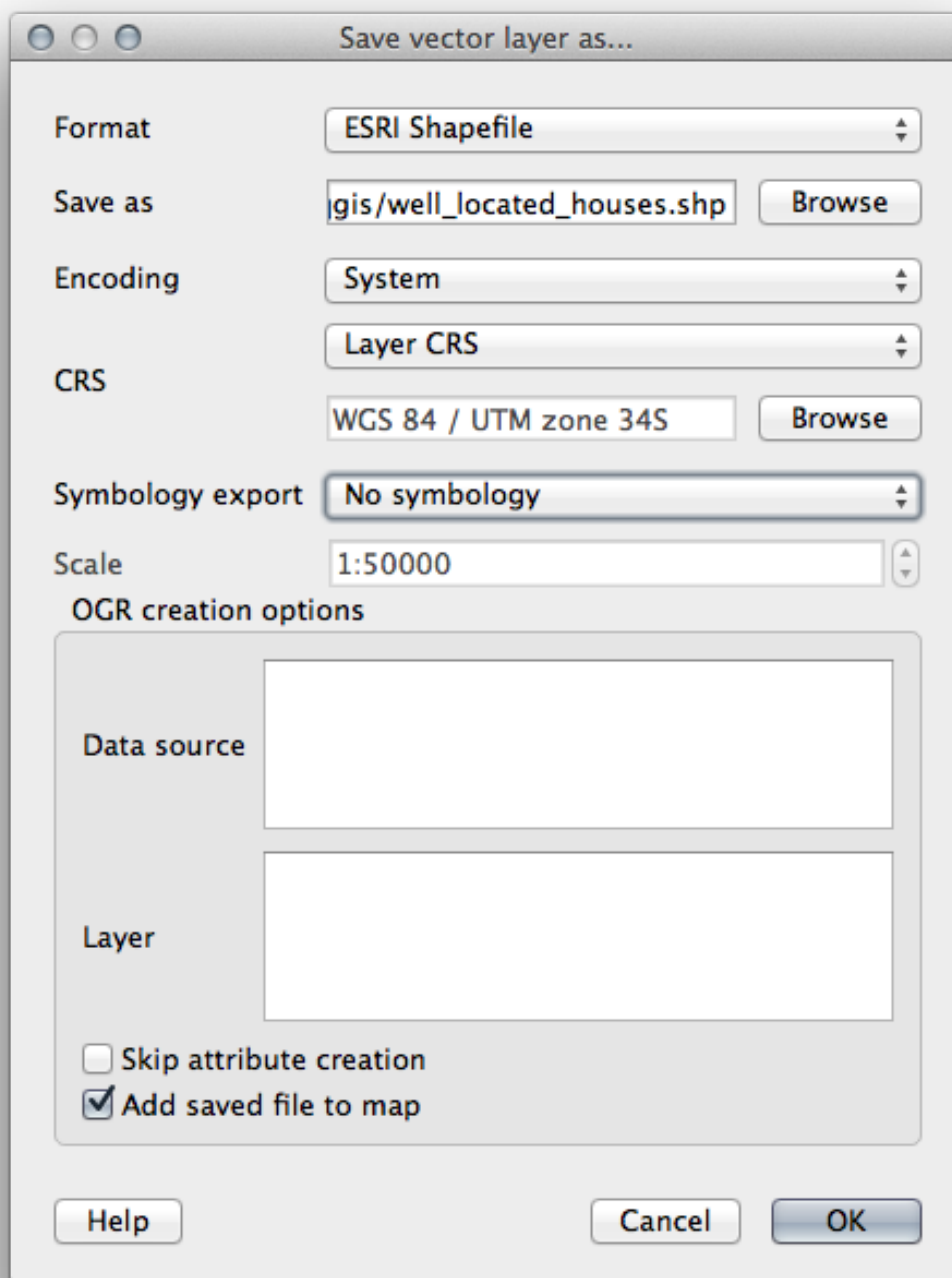 Save vector layer as...
Format ESRI Shapefile
Save as gis/well_located_houses.shp Browse
Encoding System
Layer CRS
CRS
WGS 84 / UTM zone 34S Browse
Symbology export No symbology
Scale 1:50000
OGR creation options
Data source
Layer
Skip attribute creation
Add saved file to map
Help Cancel OK